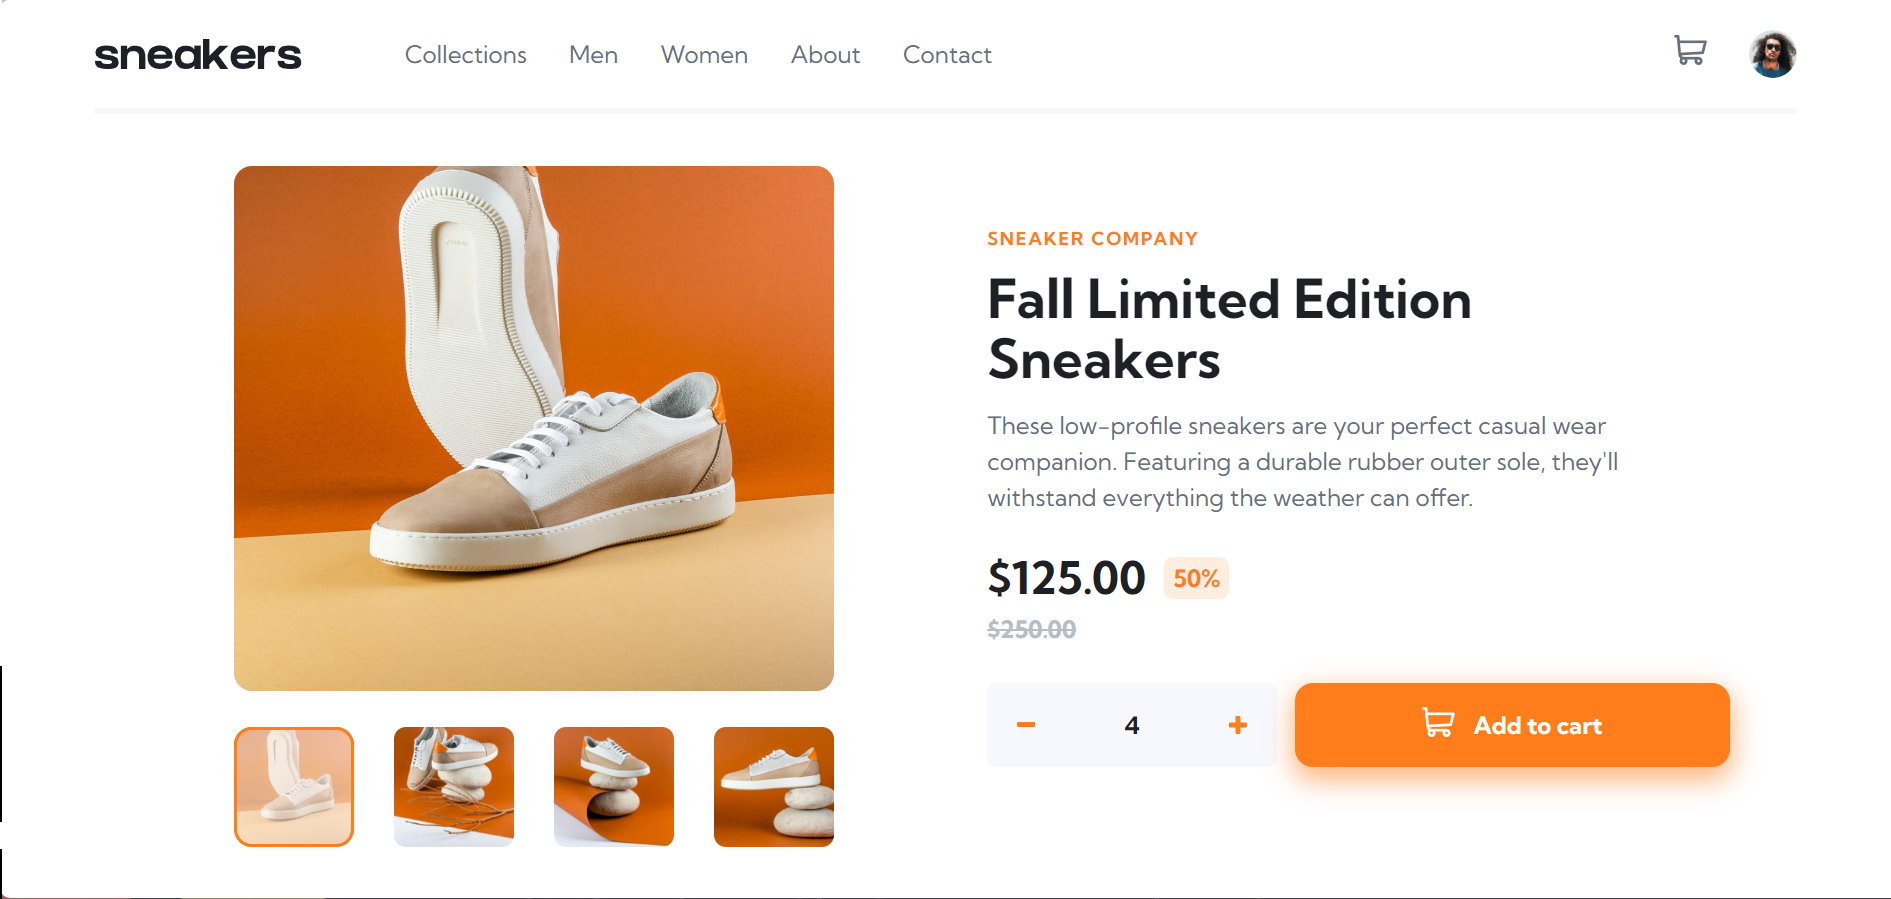 sneakers
Collections Men Women About Contact
SNEAKER COMPANY
Fall Limited Edition
Sneakers
These low-profile sneakers are your perfect casual wear
companion. Featuring a durable rubber outer sole, they'll
withstand everything the weather can offer.
$125.00 50%
$250.00
4
Add to cart